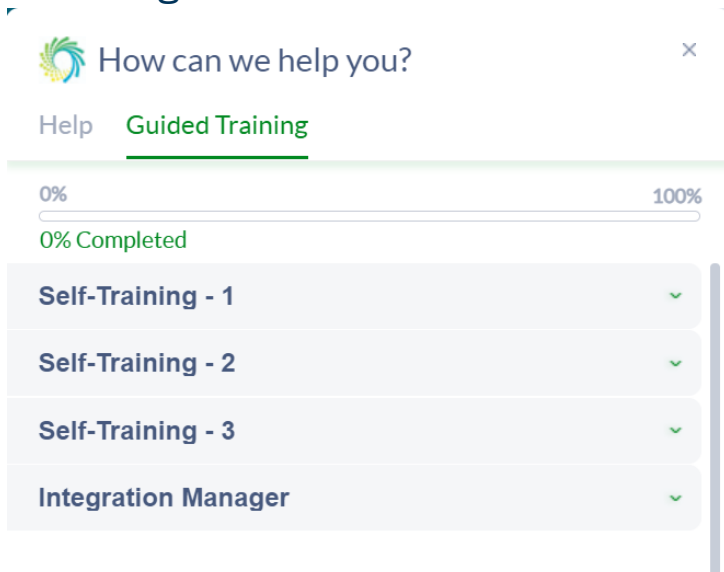 How can we help you?
Help Guided Training
0% 100%
0% Completed
Self-Training - 1
Self-Training - 2
Self-Training - 3
Integration Manager